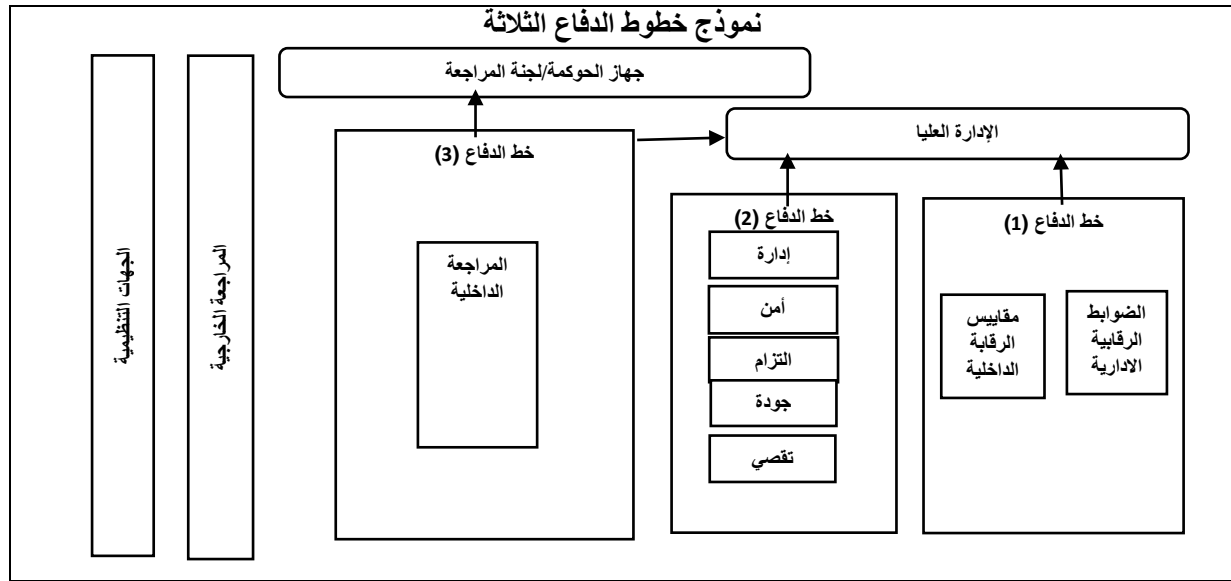 نموذج خطوط الدفاع الثلاثة
جهاز الحوكمة/لجنة المراجعة
الإدارة العليا
خط الدفاع (1)
الضوابط
الرقابية
الادارية
مقاييس
الرقابة
الداخلية
خط الدفاع (2)
إدارة
أمن
التزام
جودة
تقصي
خط الدفاع (3)
المراجعة
الداخلية
المراجعة الخارجية
الجهات التنظيمية